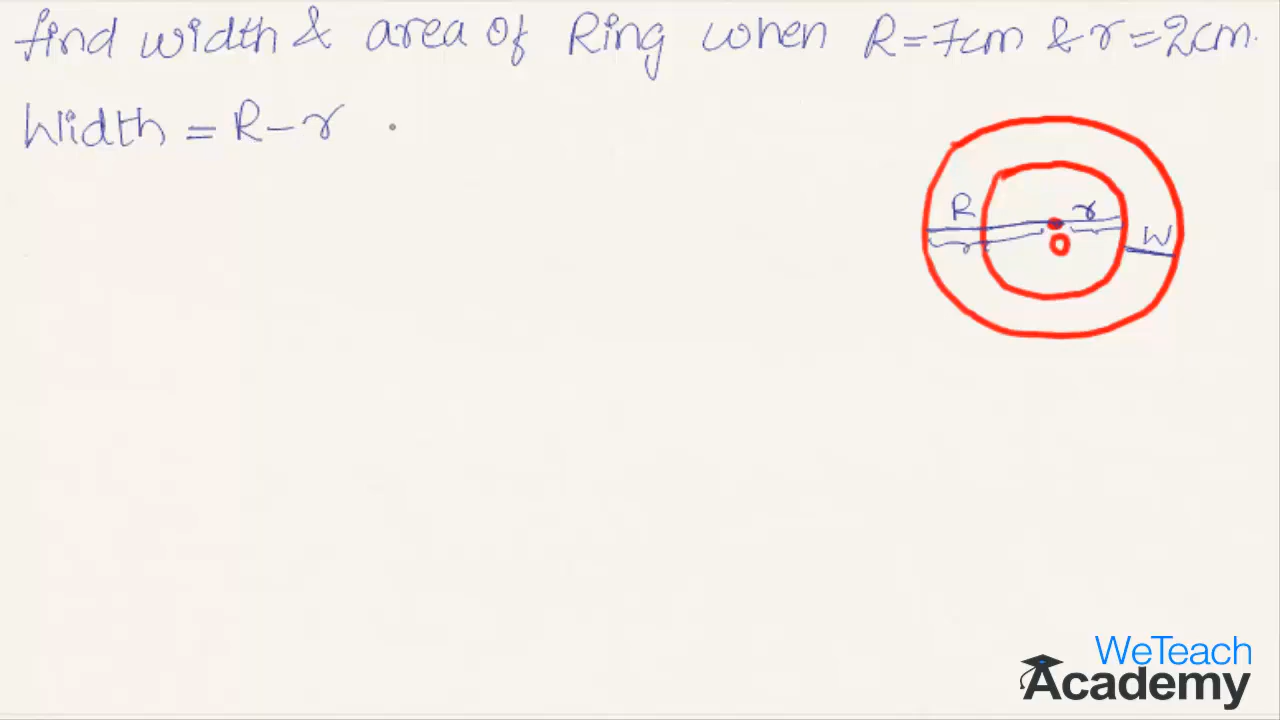 find width & area of Ring when R=7cm & r=2cm.
Width = R-r
R
r
W
O
WeTeach
Academy